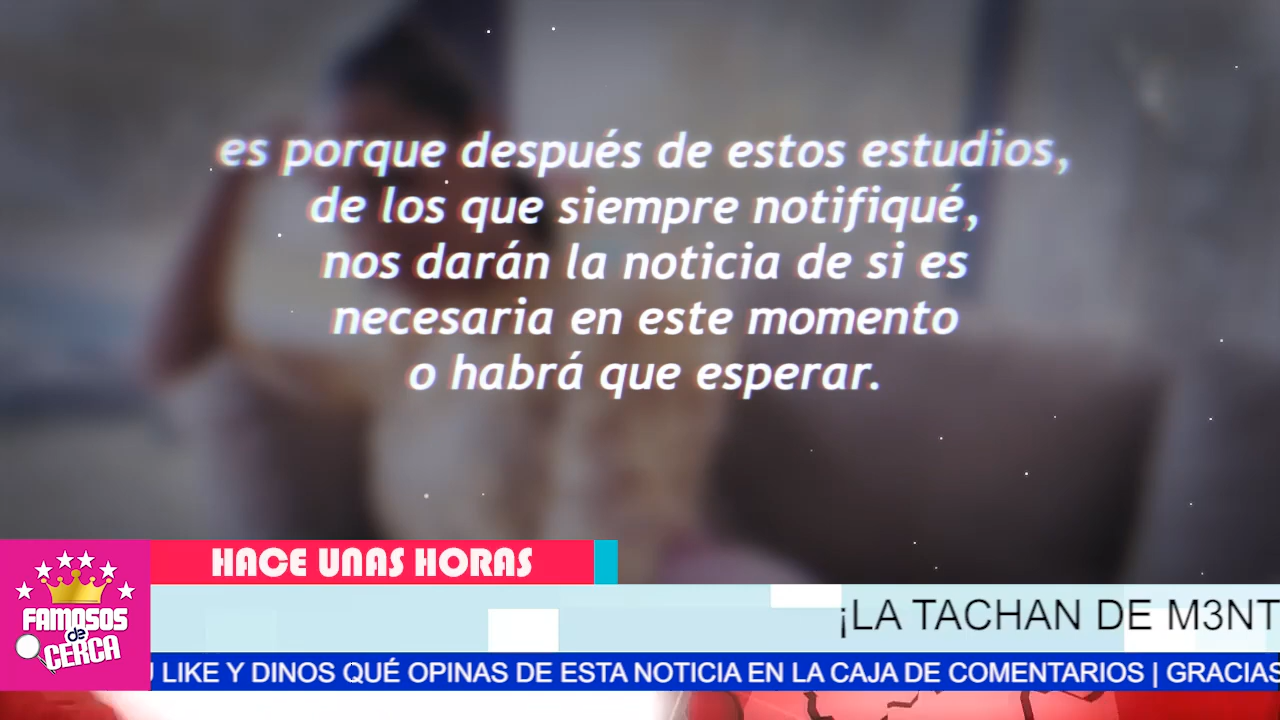 es porque después de estos estudios,
de los que siempre notifiqué,
nos darán la noticia de si es
necesaria en este momento
o habrá que esperar.
HACE UNAS HORAS
¡LA TACHAN DE M3NT
FAMOSOS
de
CERCA
LIKE Y DINOS QUÉ OPINAS DE ESTA NOTICIA EN LA CAJA DE COMENTARIOS | GRACIAS